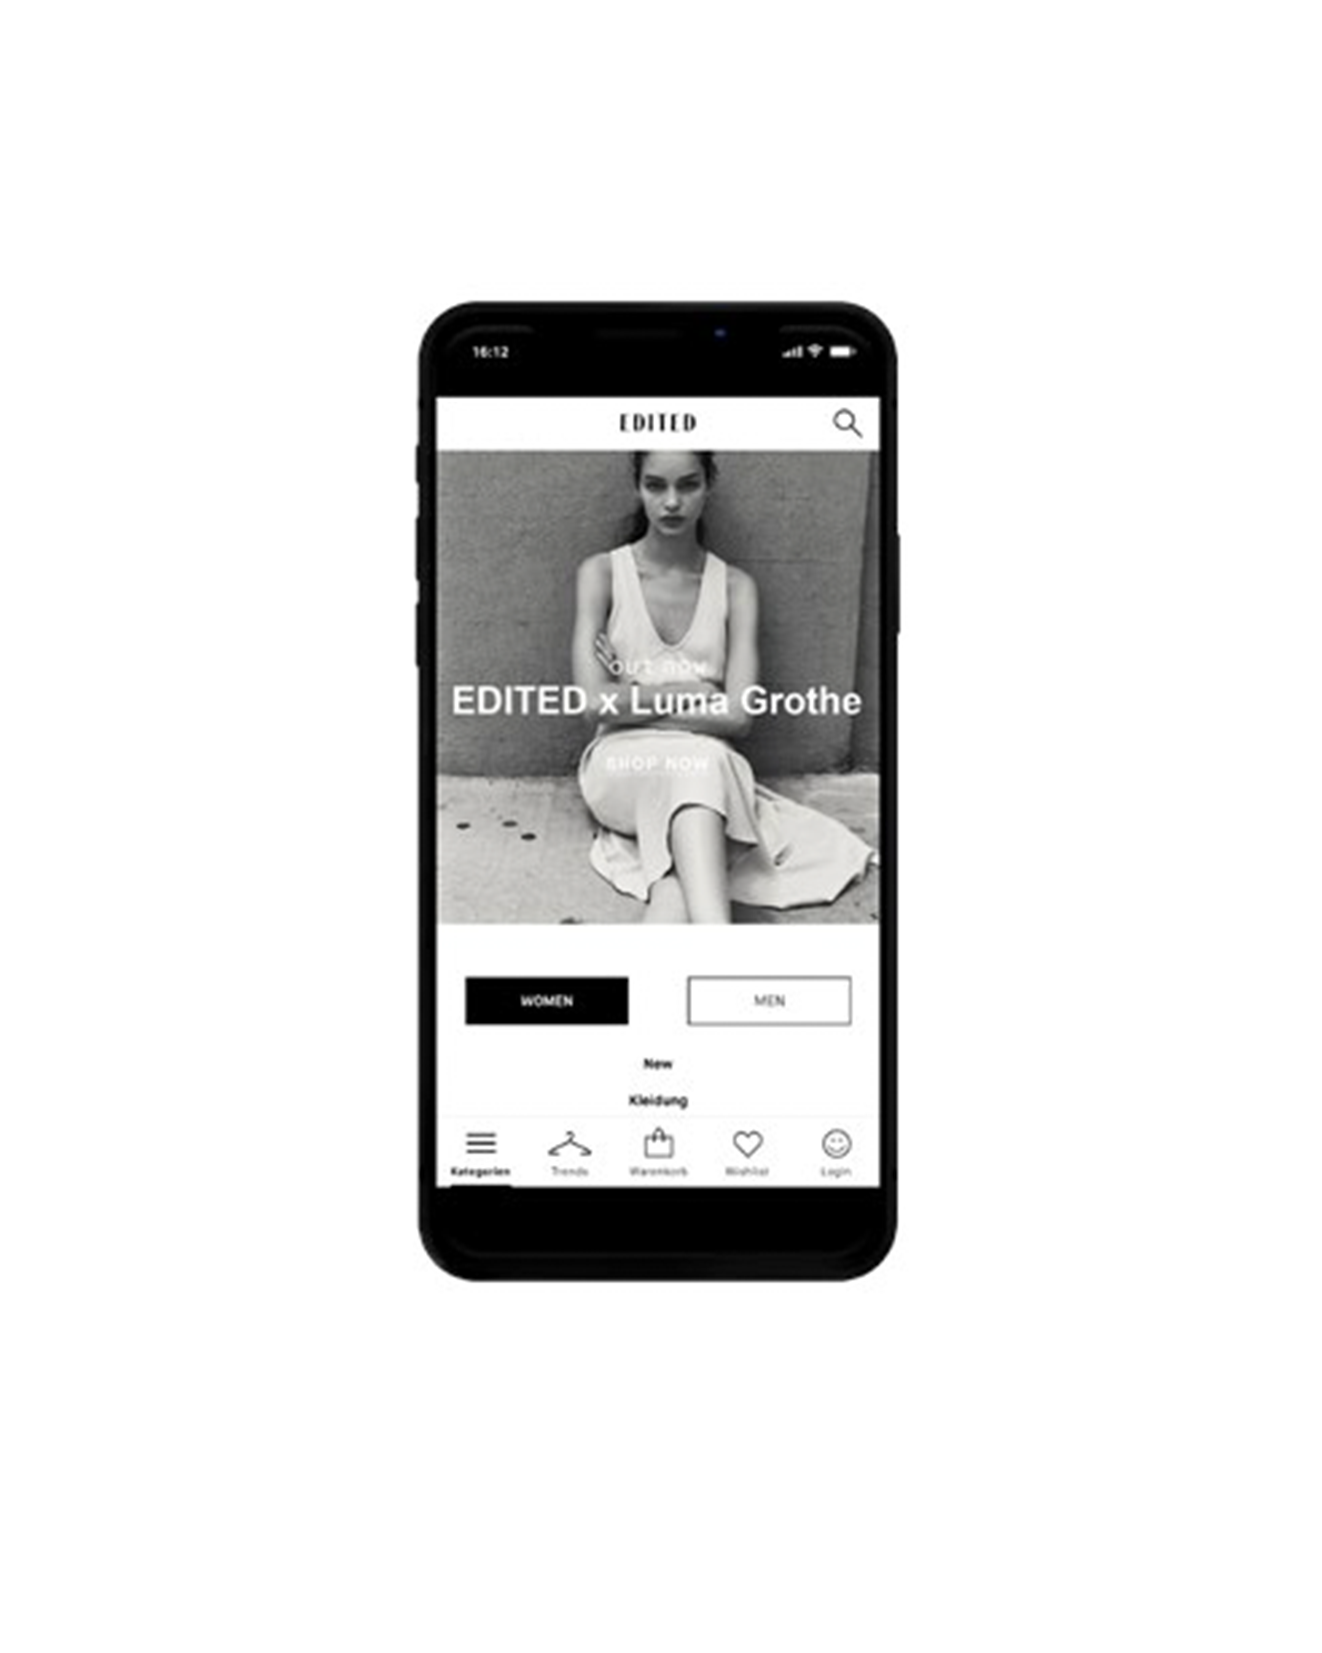 16:12
EDITED
OUT NOW
EDITED x Luma Grothe
SHOP NOW
WOMEN
MEN
New
Kleidung
Kategorien
Trends
Warenkorb
Wishlist
Login